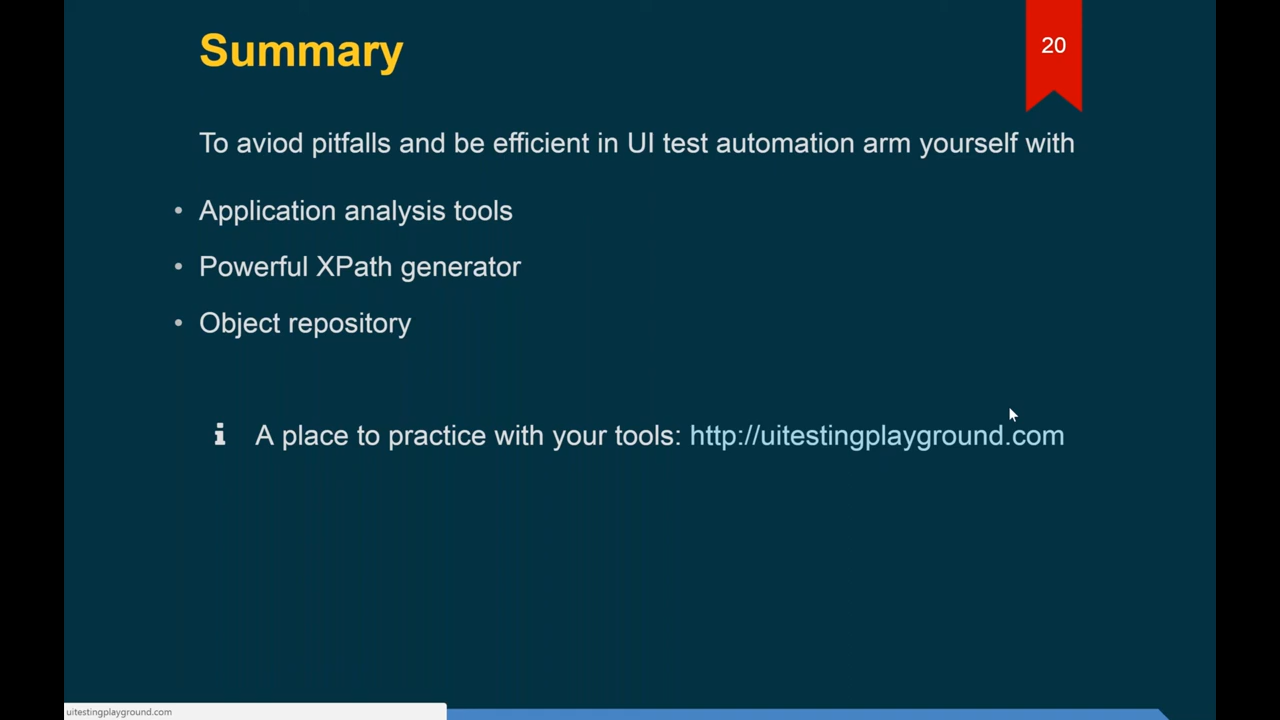 Summary
20
To aviod pitfalls and be efficient in UI test automation arm yourself with
• Application analysis tools
• Powerful XPath generator
• Object repository
A place to practice with your tools: http://uitestingplayground.com
uitestingplayground.com